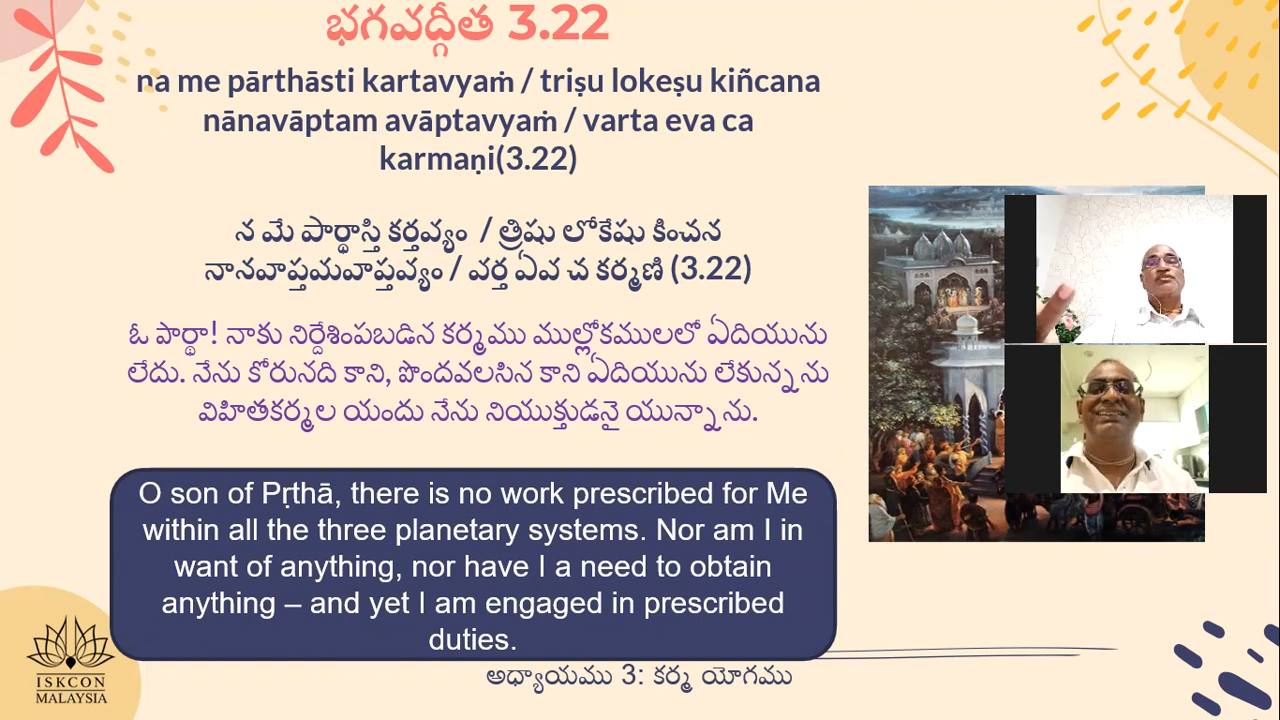 భగవద్గీత 3.22
na me pārthāsti kartavyaṁ / triṣu lokeṣu kiñcana
nānavāptam avāptavyaṁ / varta eva ca
karmaṇi(3.22)
న మే పార్థాస్తి కర్తవ్యం / త్రిషు లోకేషు కించన
నానవాప్తమవాప్తవ్యం / వర్త ఏవ చ కర్మణి (3.22)
ఓ పార్థా! నాకు నిర్దేశింపబడిన కర్మము ముల్లోకములలో ఏదియును
లేదు. నేను కోరునది కాని, పొందవలసిన కాని ఏదియును లేకున్నను
విహితకర్మల యందు నేను నియుక్తుడనై యున్నాను.
O son of Pṛthā, there is no work prescribed for Me
within all the three planetary systems. Nor am I in
want of anything, nor have I a need to obtain
anything – and yet I am engaged in prescribed
duties.
అధ్యాయము 3: కర్మ యోగము
ISKCON
MALAYSIA